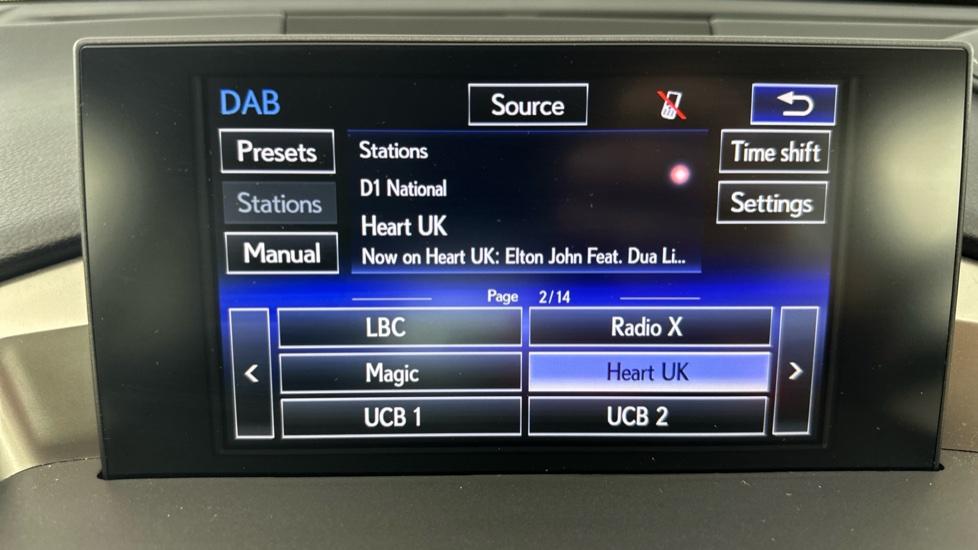 DAB
Source
Presets
Stations
Time shift
Stations
D1 National
Settings
Heart UK
Manual
Now on Heart UK: Elton John Feat. Dua Li...
Page 2/14
LBC
Radio X
<
Magic
Heart UK
>
UCB 1
UCB 2